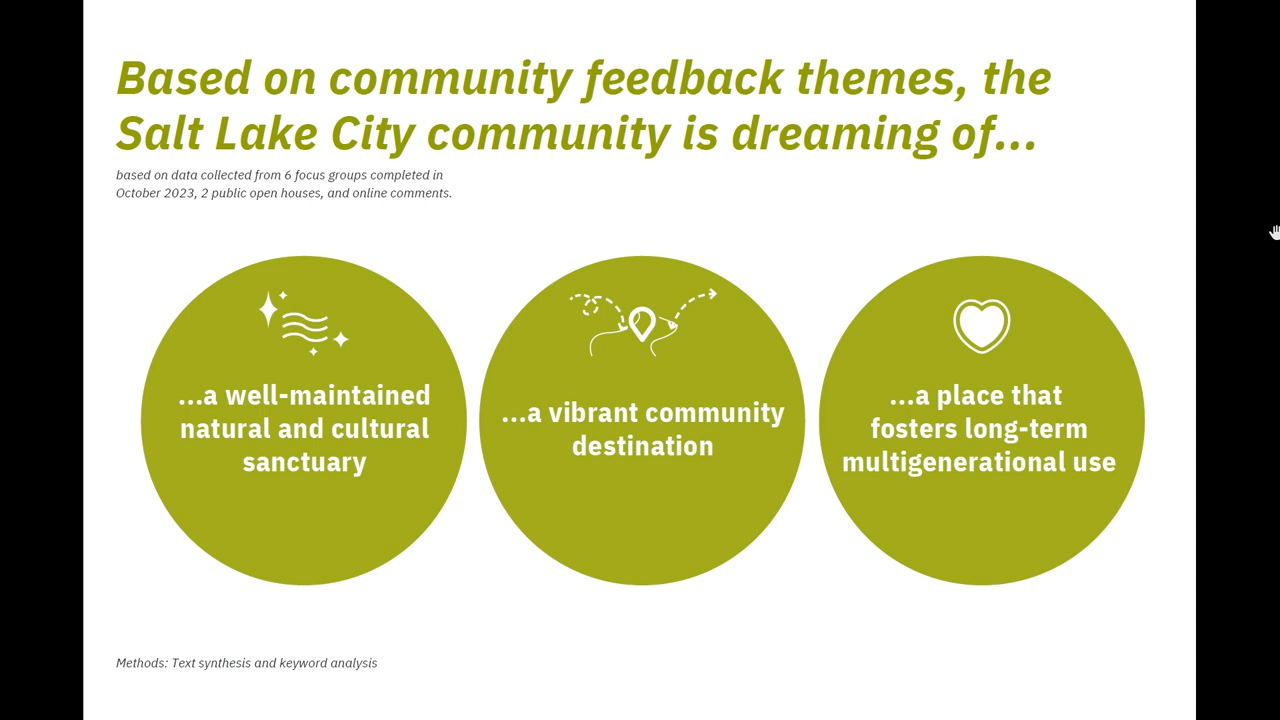 Based on community feedback themes, the
Salt Lake City community is dreaming of...
based on data collected from 6 focus groups completed in
October 2023, 2 public open houses, and online comments.
...a well-maintained
natural and cultural
sanctuary
...a vibrant community
destination
...a place that
fosters long-term
multigenerational use
Methods: Text synthesis and keyword analysis